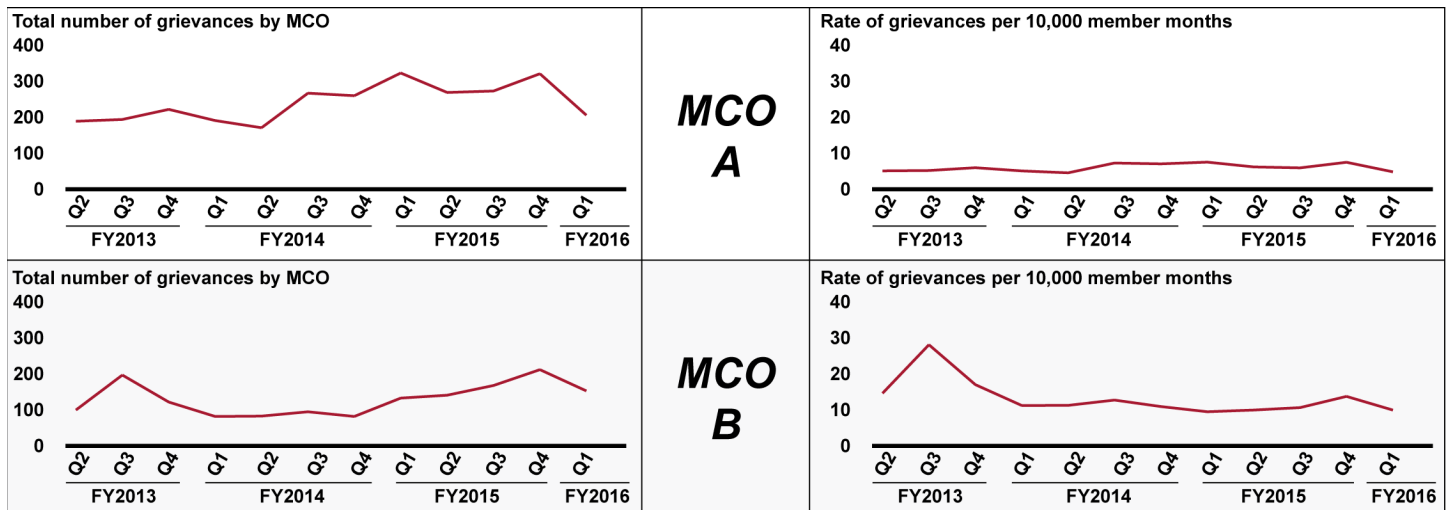 Total number of grievances by MCO
400
300
200
100
0
Q2 Q3 Q4 Q1 Q2 Q3 Q4 Q1 Q2 Q3 Q4 Q1
FY2013 FY2014 FY2015 FY2016
MCO
A
Rate of grievances per 10,000 member months
40
30
20
10
0
Q2 Q3 Q4 Q1 Q2 Q3 Q4 Q1 Q2 Q3 Q4 Q1
FY2013 FY2014 FY2015 FY2016
Total number of grievances by MCO
400
300
200
100
0
Q2 Q3 Q4 Q1 Q2 Q3 Q4 Q1 Q2 Q3 Q4 Q1
FY2013 FY2014 FY2015 FY2016
MCO
B
Rate of grievances per 10,000 member months
40
30
20
10
0
Q2 Q3 Q4 Q1 Q2 Q3 Q4 Q1 Q2 Q3 Q4 Q1
FY2013 FY2014 FY2015 FY2016